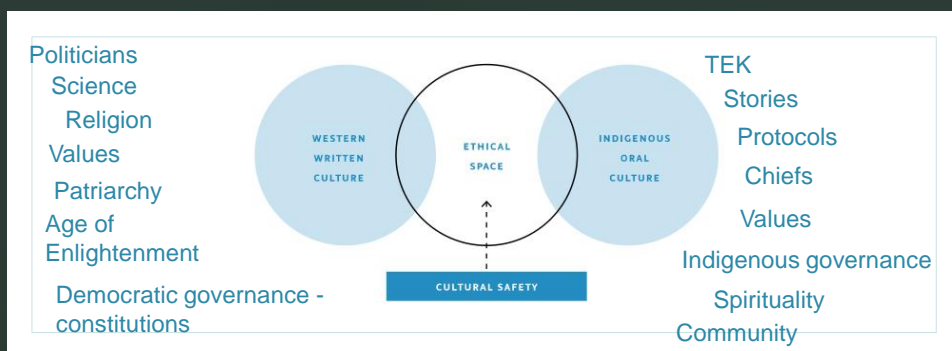 Politicians
Science
Religion
Values
Patriarchy
Age of
Enlightenment
Democratic governance -
constitutions
WESTERN
WRITTEN
CULTURE
ETHICAL
SPACE
INDIGENOUS
ORAL
CULTURE
CULTURAL SAFETY
TEK
Stories
Protocols
Chiefs
Values
Indigenous governance
Spirituality
Community